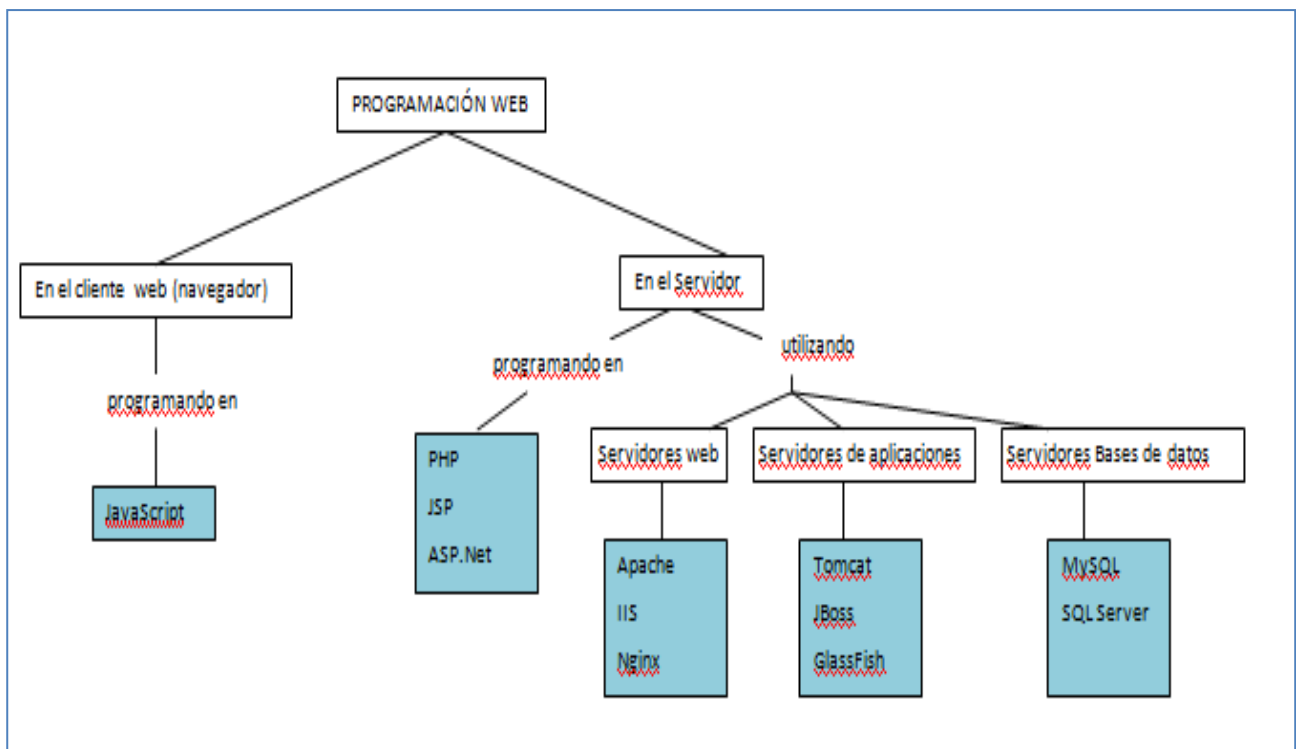 PROGRAMACIÓN WEB
En el cliente web (navegador)
En el Servidor
programando en
JavaScript
programando en
utilizando
PHP
JSP
ASP.Net
Servidores web
Servidores de aplicaciones
Servidores Bases de datos
Apache
IIS
Nginx
Tomcat
JBoss
GlassFish
MySQL
SQL Server